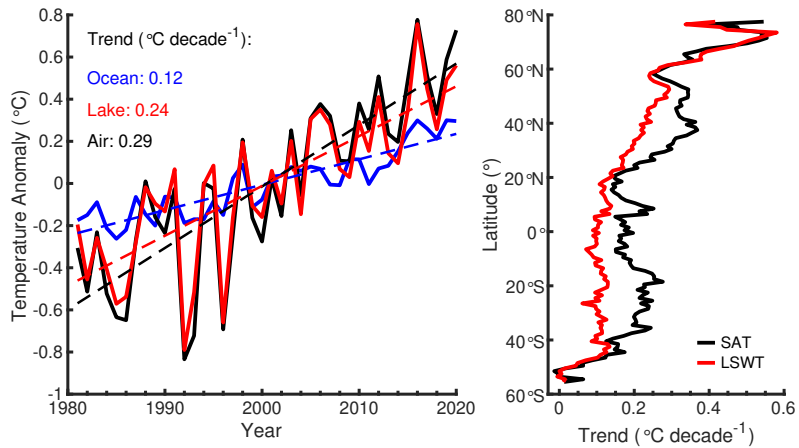 Trend (°C decade⁻¹):
Ocean: 0.12
Lake: 0.24
Air: 0.29
Temperature Anomaly (°C)
0.8
0.6
0.4
0.2
0
-0.2
-0.4
-0.6
-0.8
-1
1980
1990
2000
2010
2020
Year
Latitude (°)
80°N
60°N
40°N
20°N
0°
20°S
40°S
60°S
SAT
LSWT
0
0.2
0.4
0.6
Trend (°C decade⁻¹)